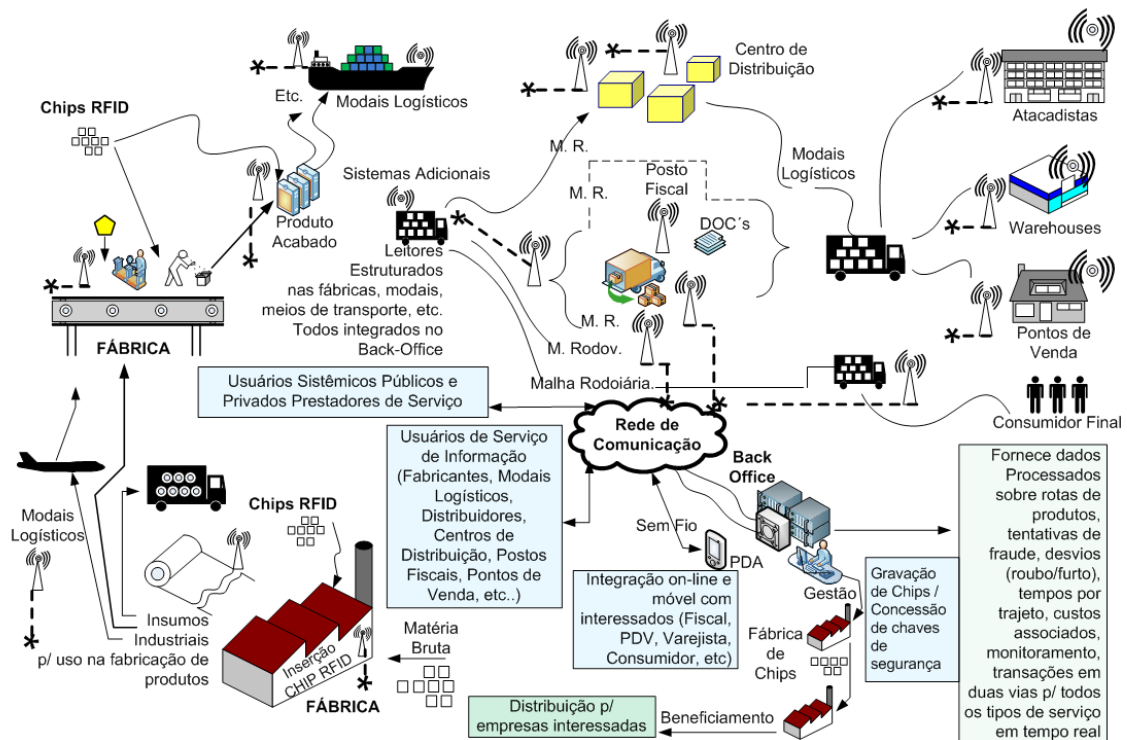 Chips RFID
Etc.
Modais Logísticos
Centro de
Distribuição
Atacadistas
Produto
Acabado
Sistemas Adicionais
Leitores
Estruturados
nas fábricas, modais,
meios de transporte, etc.
Todos integrados no
Back-Office
M. R.
M. R.
M. R.
M. Rodov.
Malha Rodoiária.
Posto
Fiscal
DOC´s
Modais
Logísticos
Warehouses
Pontos de
Venda
Consumidor Final
FÁBRICA
Usuários Sistêmicos Públicos e
Privados Prestadores de Serviço
Rede de
Comunicação
Usuários de Serviço
de Informação
(Fabricantes, Modais
Logísticos,
Distribuidores,
Centros de
Distribuição, Postos
Fiscais, Pontos de
Venda, etc..)
Back
Office
Sem Fio
PDA
Gestão
Integração on-line e
móvel com
interessados (Fiscal,
PDV, Varejista,
Consumidor, etc)
Gravação
de Chips /
Concessão
de chaves
de
segurança
Fornece dados
Processados
sobre rotas de
produtos,
tentativas de
fraude, desvios
(roubo/furto),
tempos por
trajeto, custos
associados,
monitoramento,
transações em
duas vias p/ todos
os tipos de serviço
em tempo real
Modais
Logísticos
Chips RFID
Insumos
Industriais
p/ uso na fabricação de
produtos
Inserção
CHIP RFID
FÁBRICA
Matéria
Bruta
Fábrica
de
Chips
Beneficiamento
Distribuição p/
empresas interessadas